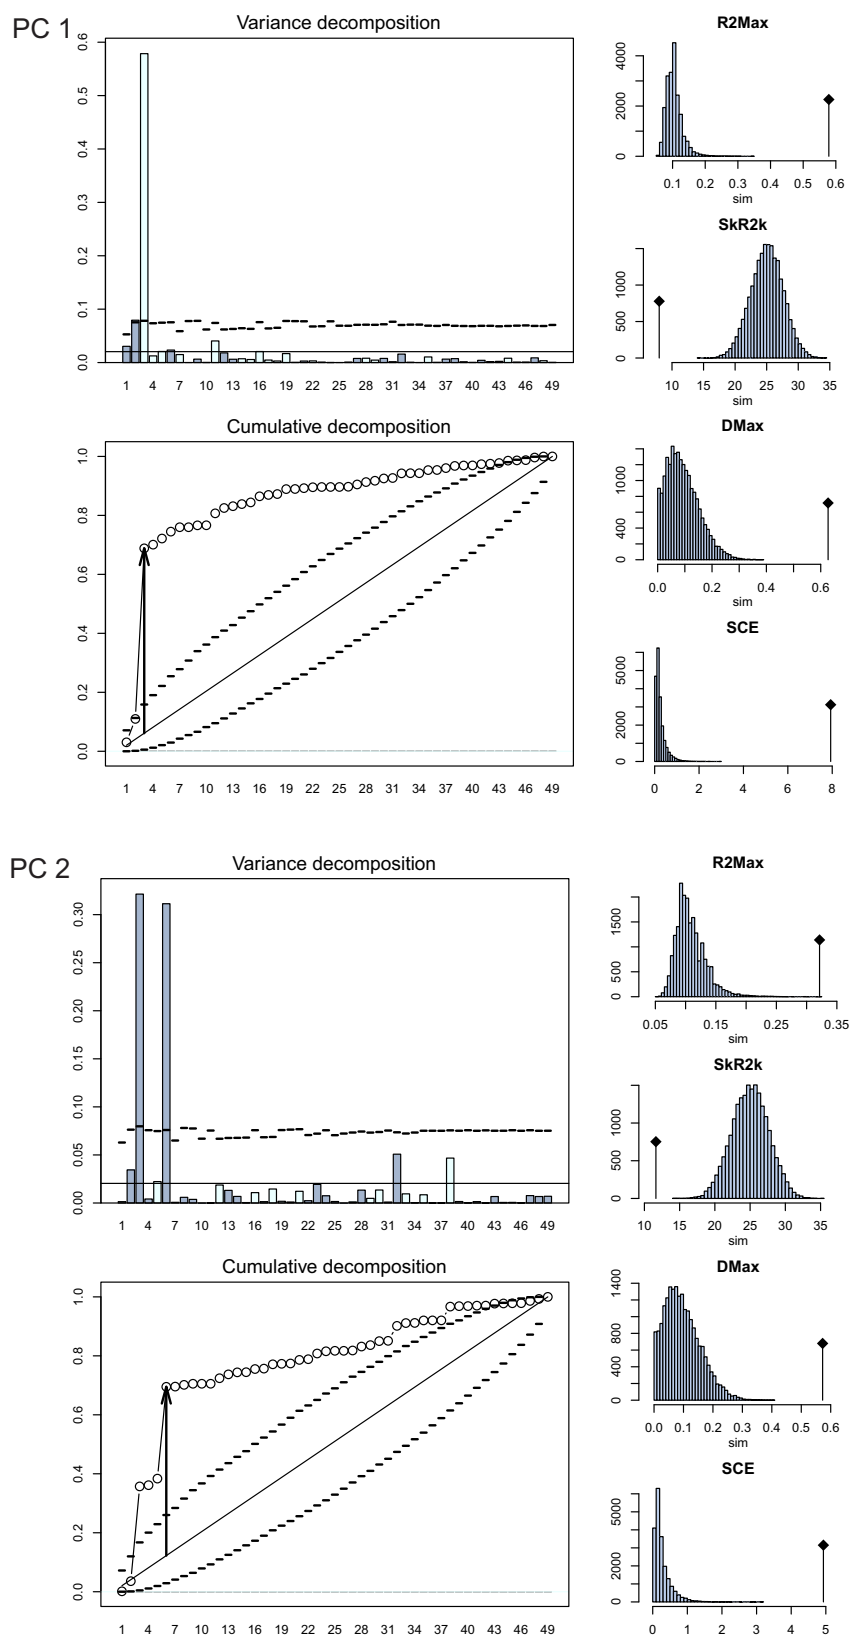 PC 1
Variance decomposition
0.0 0.1 0.2 0.3 0.4 0.5 0.6
1 4 7 10 13 16 19 22 25 28 31 34 37 40 43 46 49
R2Max
0 2000 4000
0.1 0.2 0.3 0.4 0.5 0.6
sim
SkR2k
0 500 1000
10 15 20 25 30 35
sim
Cumulative decomposition
0.0 0.2 0.4 0.6 0.8 1.0
1 4 7 10 13 16 19 22 25 28 31 34 37 40 43 46 49
DMax
0 400 1000
0.0 0.2 0.4 0.6
sim
SCE
0 2000 5000
0 2 4 6 8
PC 2
Variance decomposition
0.00 0.05 0.10 0.15 0.20 0.25 0.30
1 4 7 10 13 16 19 22 25 28 31 34 37 40 43 46 49
R2Max
0 500 1500
0.05 0.15 0.25 0.35
sim
SkR2k
0 500 1000
10 15 20 25 30 35
sim
Cumulative decomposition
0.0 0.2 0.4 0.6 0.8 1.0
1 4 7 10 13 16 19 22 25 28 31 34 37 40 43 46 49
DMax
0 400 800 1400
0.0 0.1 0.2 0.3 0.4 0.6
sim
SCE
0 2000 5000
0 1 2 3 4 5